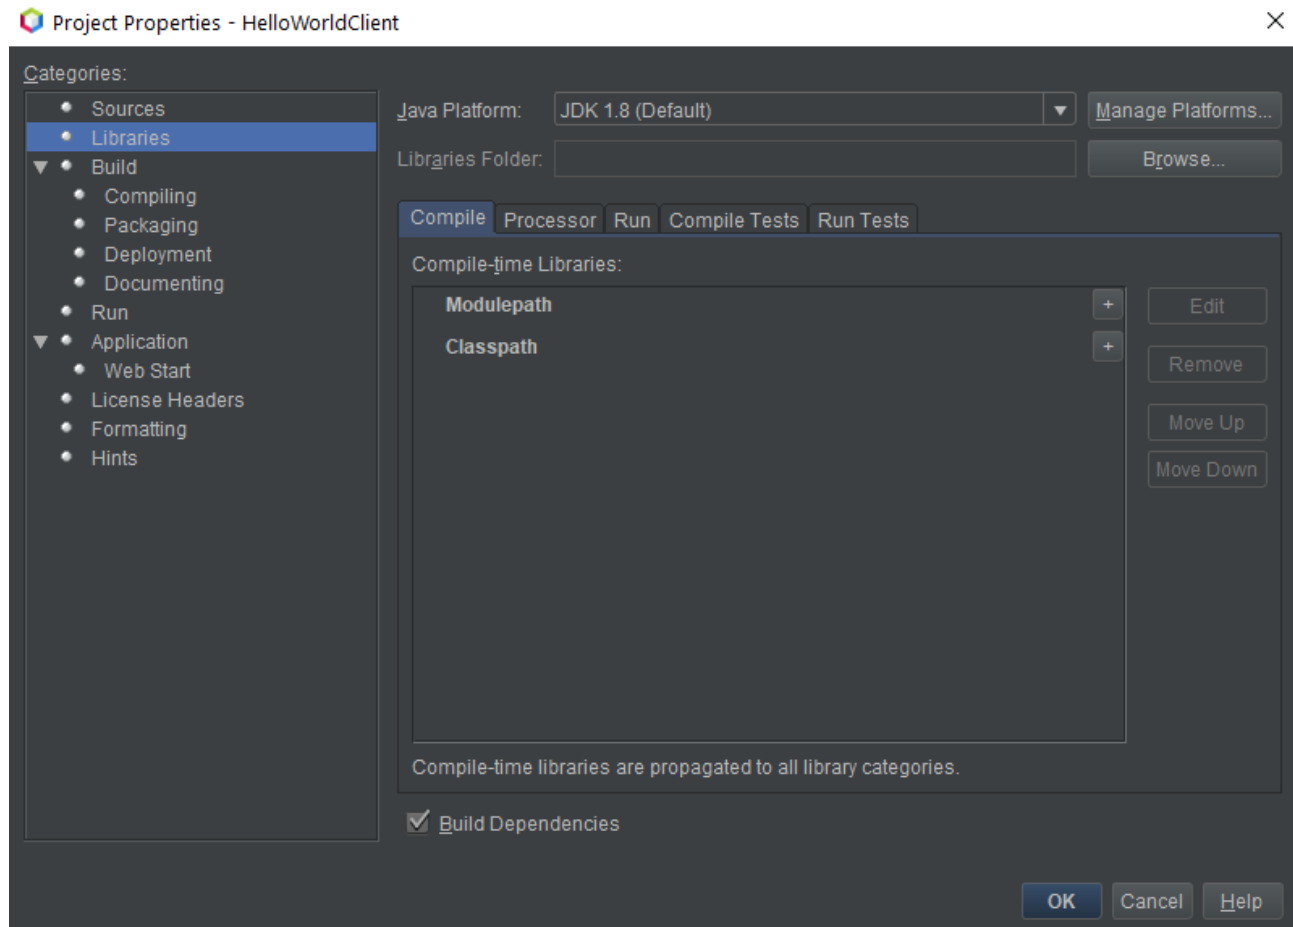 Project Properties - HelloWorldClient
Categories:
Sources
Libraries
Build
Compiling
Packaging
Deployment
Documenting
Run
Application
Web Start
License Headers
Formatting
Hints
Java Platform: JDK 1.8 (Default) Manage Platforms...
Libraries Folder: Browse...
Compile Processor Run Compile Tests Run Tests
Compile-time Libraries:
Modulepath + Edit
Classpath +
Remove
Move Up
Move Down
Compile-time libraries are propagated to all library categories.
Build Dependencies
OK Cancel Help